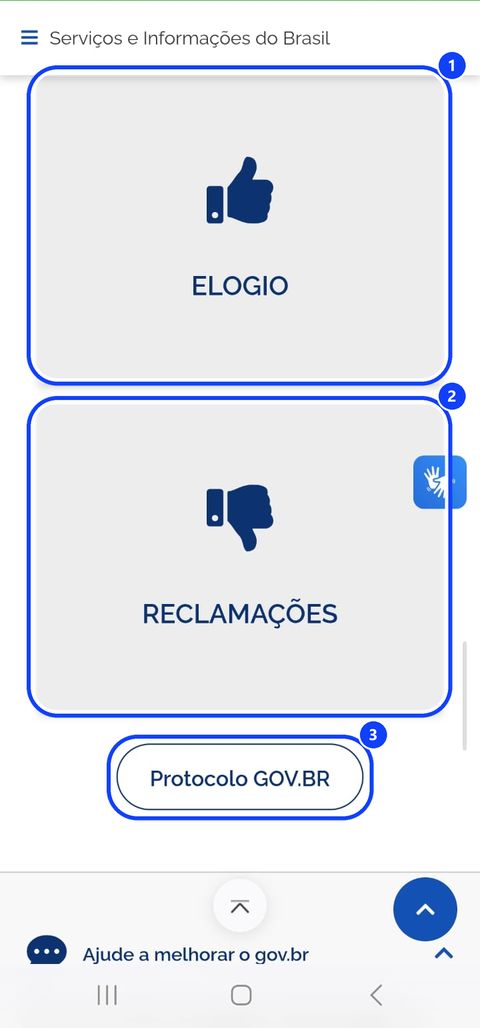 Serviços e Informações do Brasil
1
ELOGIO
2
RECLAMAÇÕES
3
Protocolo GOV.BR
Ajude a melhorar o gov.br